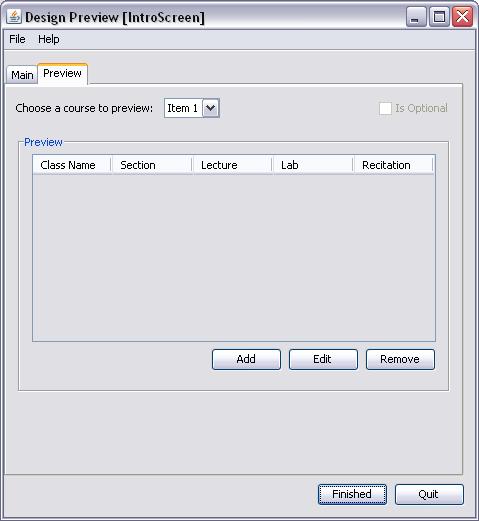 Design Preview [IntroScreen]
File Help
Main Preview
Choose a course to preview: Item 1 Is Optional
Preview
Class Name Section Lecture Lab Recitation
Add Edit Remove
Finished Quit